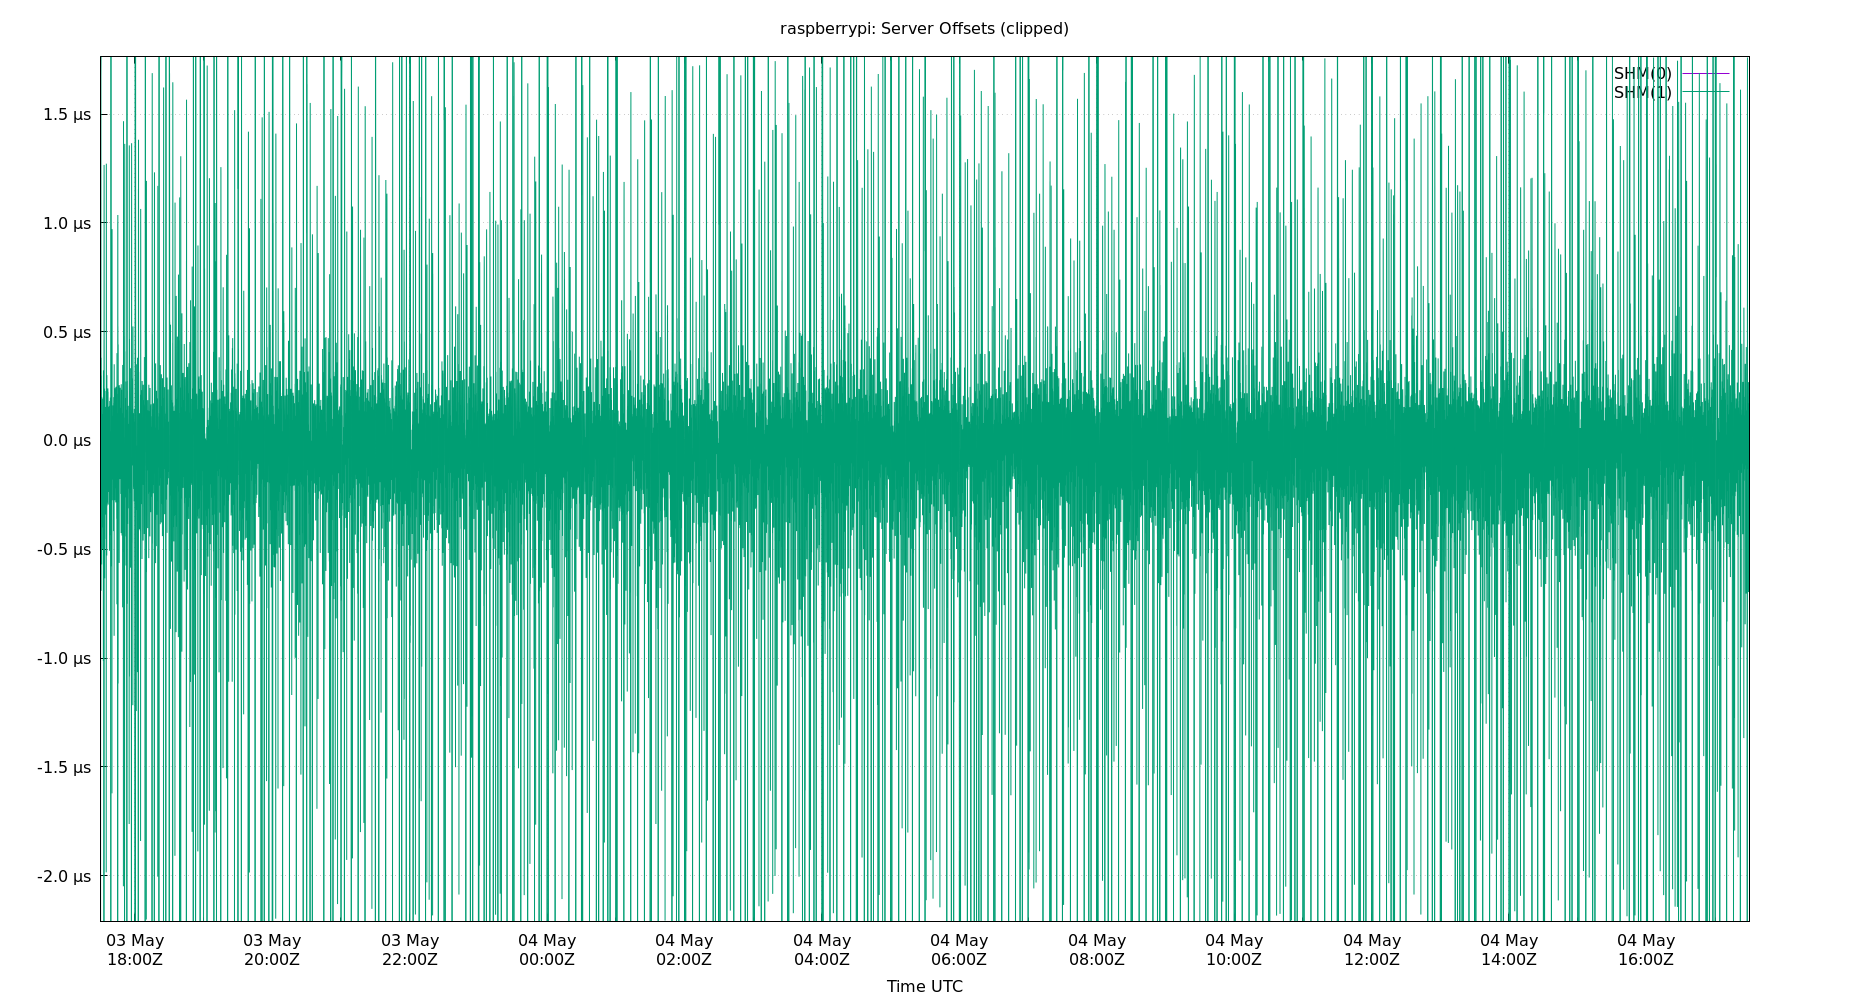 raspberrypi: Server Offsets (clipped)
SHM(0)
SHM(1)
1.5 µs
1.0 µs
0.5 µs
0.0 µs
-0.5 µs
-1.0 µs
-1.5 µs
-2.0 µs
03 May 03 May 03 May 04 May 04 May 04 May 04 May 04 May 04 May 04 May 04 May 04 May
18:00Z 20:00Z 22:00Z 00:00Z 02:00Z 04:00Z 06:00Z 08:00Z 10:00Z 12:00Z 14:00Z 16:00Z
Time UTC